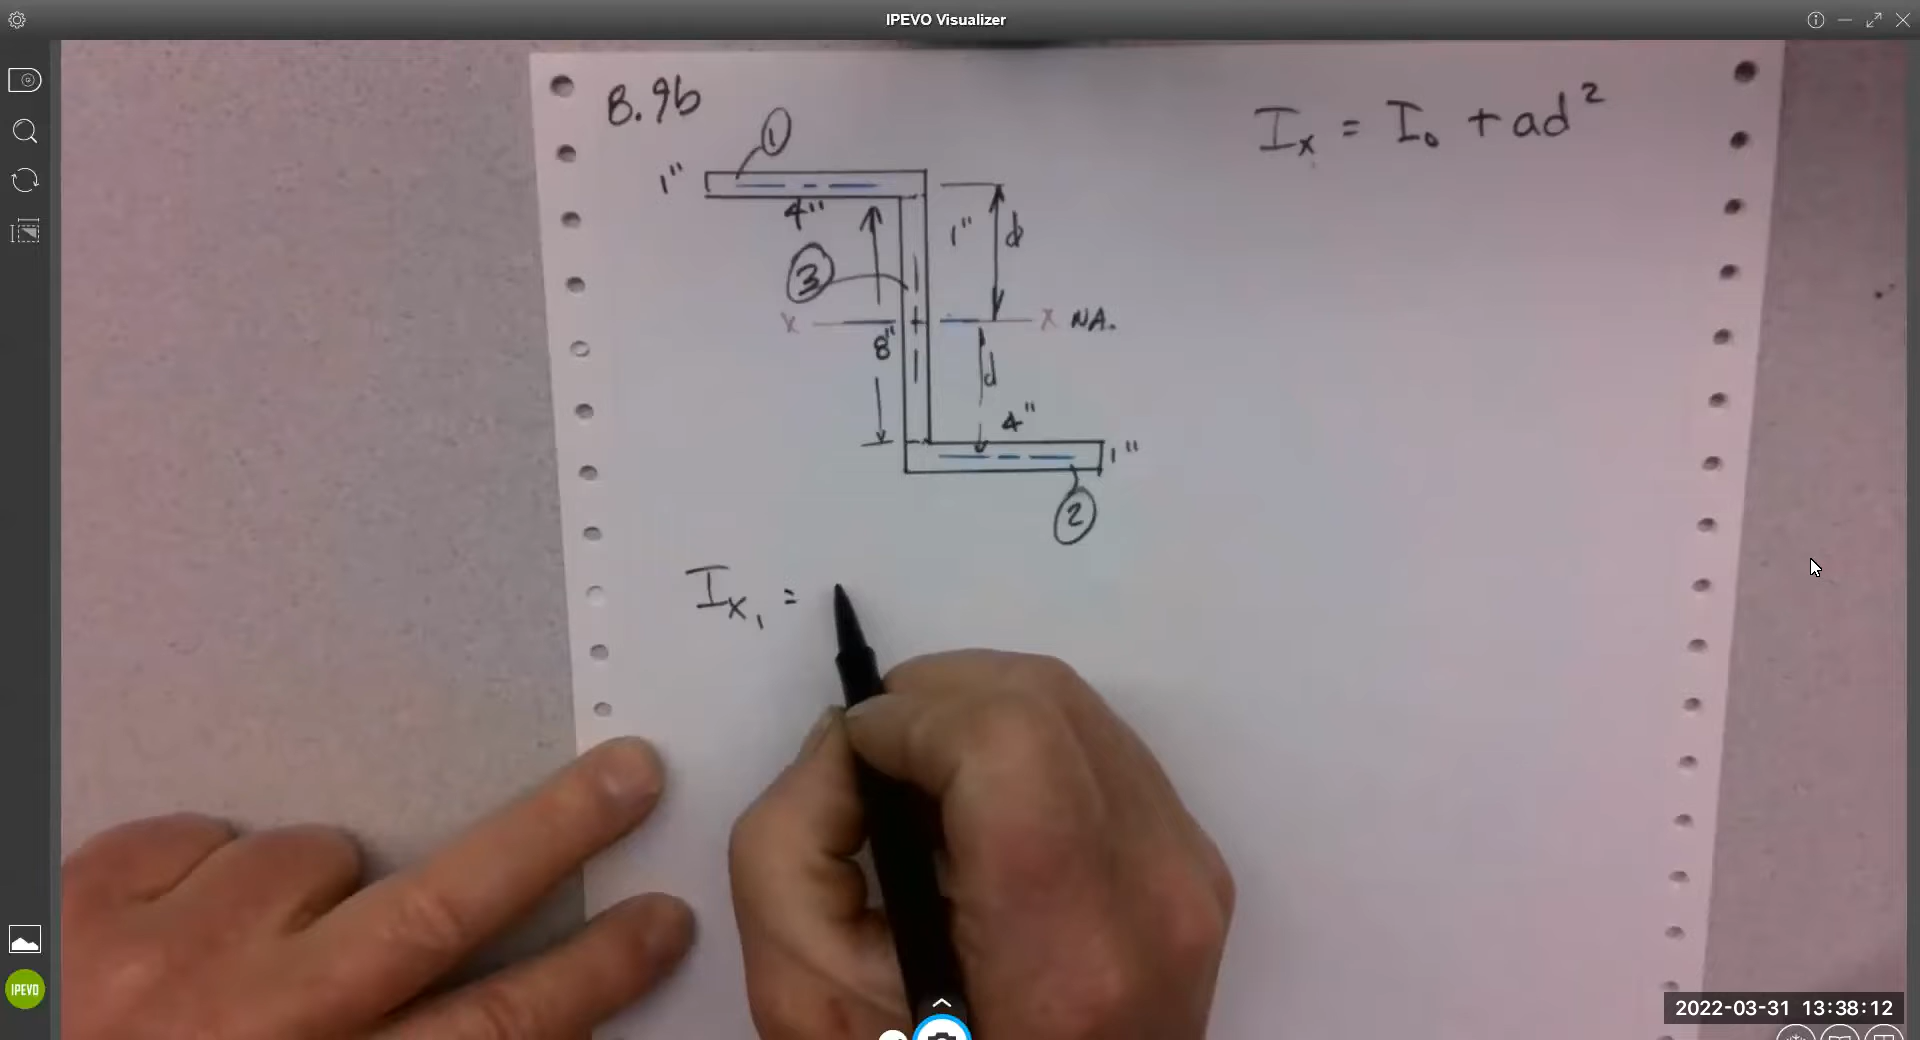 IPEVO Visualizer
8.9b
Iₓ = I₀ + ad²
①
1"
4"
1"
d
③
x
x NA.
8"
d
4"
1"
②
Iₓ₁ =
IPEVO
2022-03-31 13:38:12